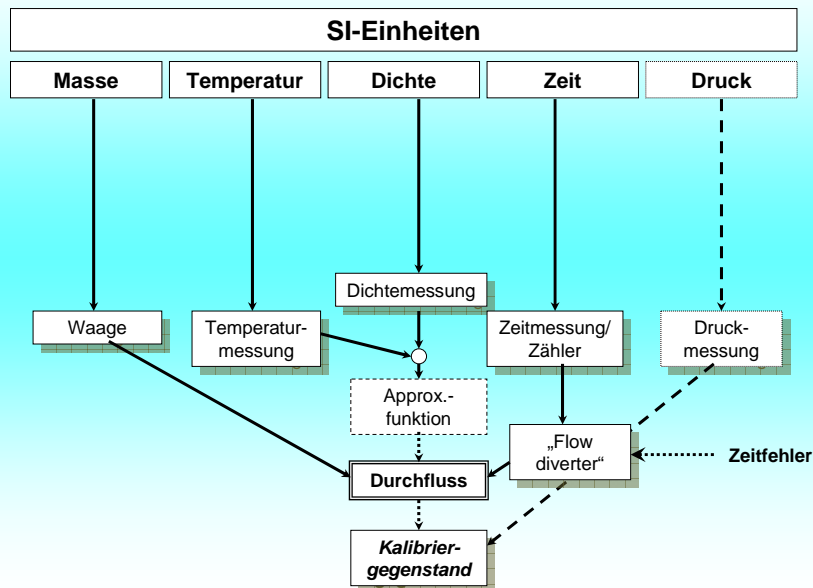 SI-Einheiten
Masse
Temperatur
Dichte
Zeit
Druck
Dichtemessung
Waage
Temperatur-
messung
Zeitmessung/
Zähler
Druck-
messung
Approx.-
funktion
„Flow
diverter“
Zeitfehler
Durchfluss
Kalibrier-
gegenstand